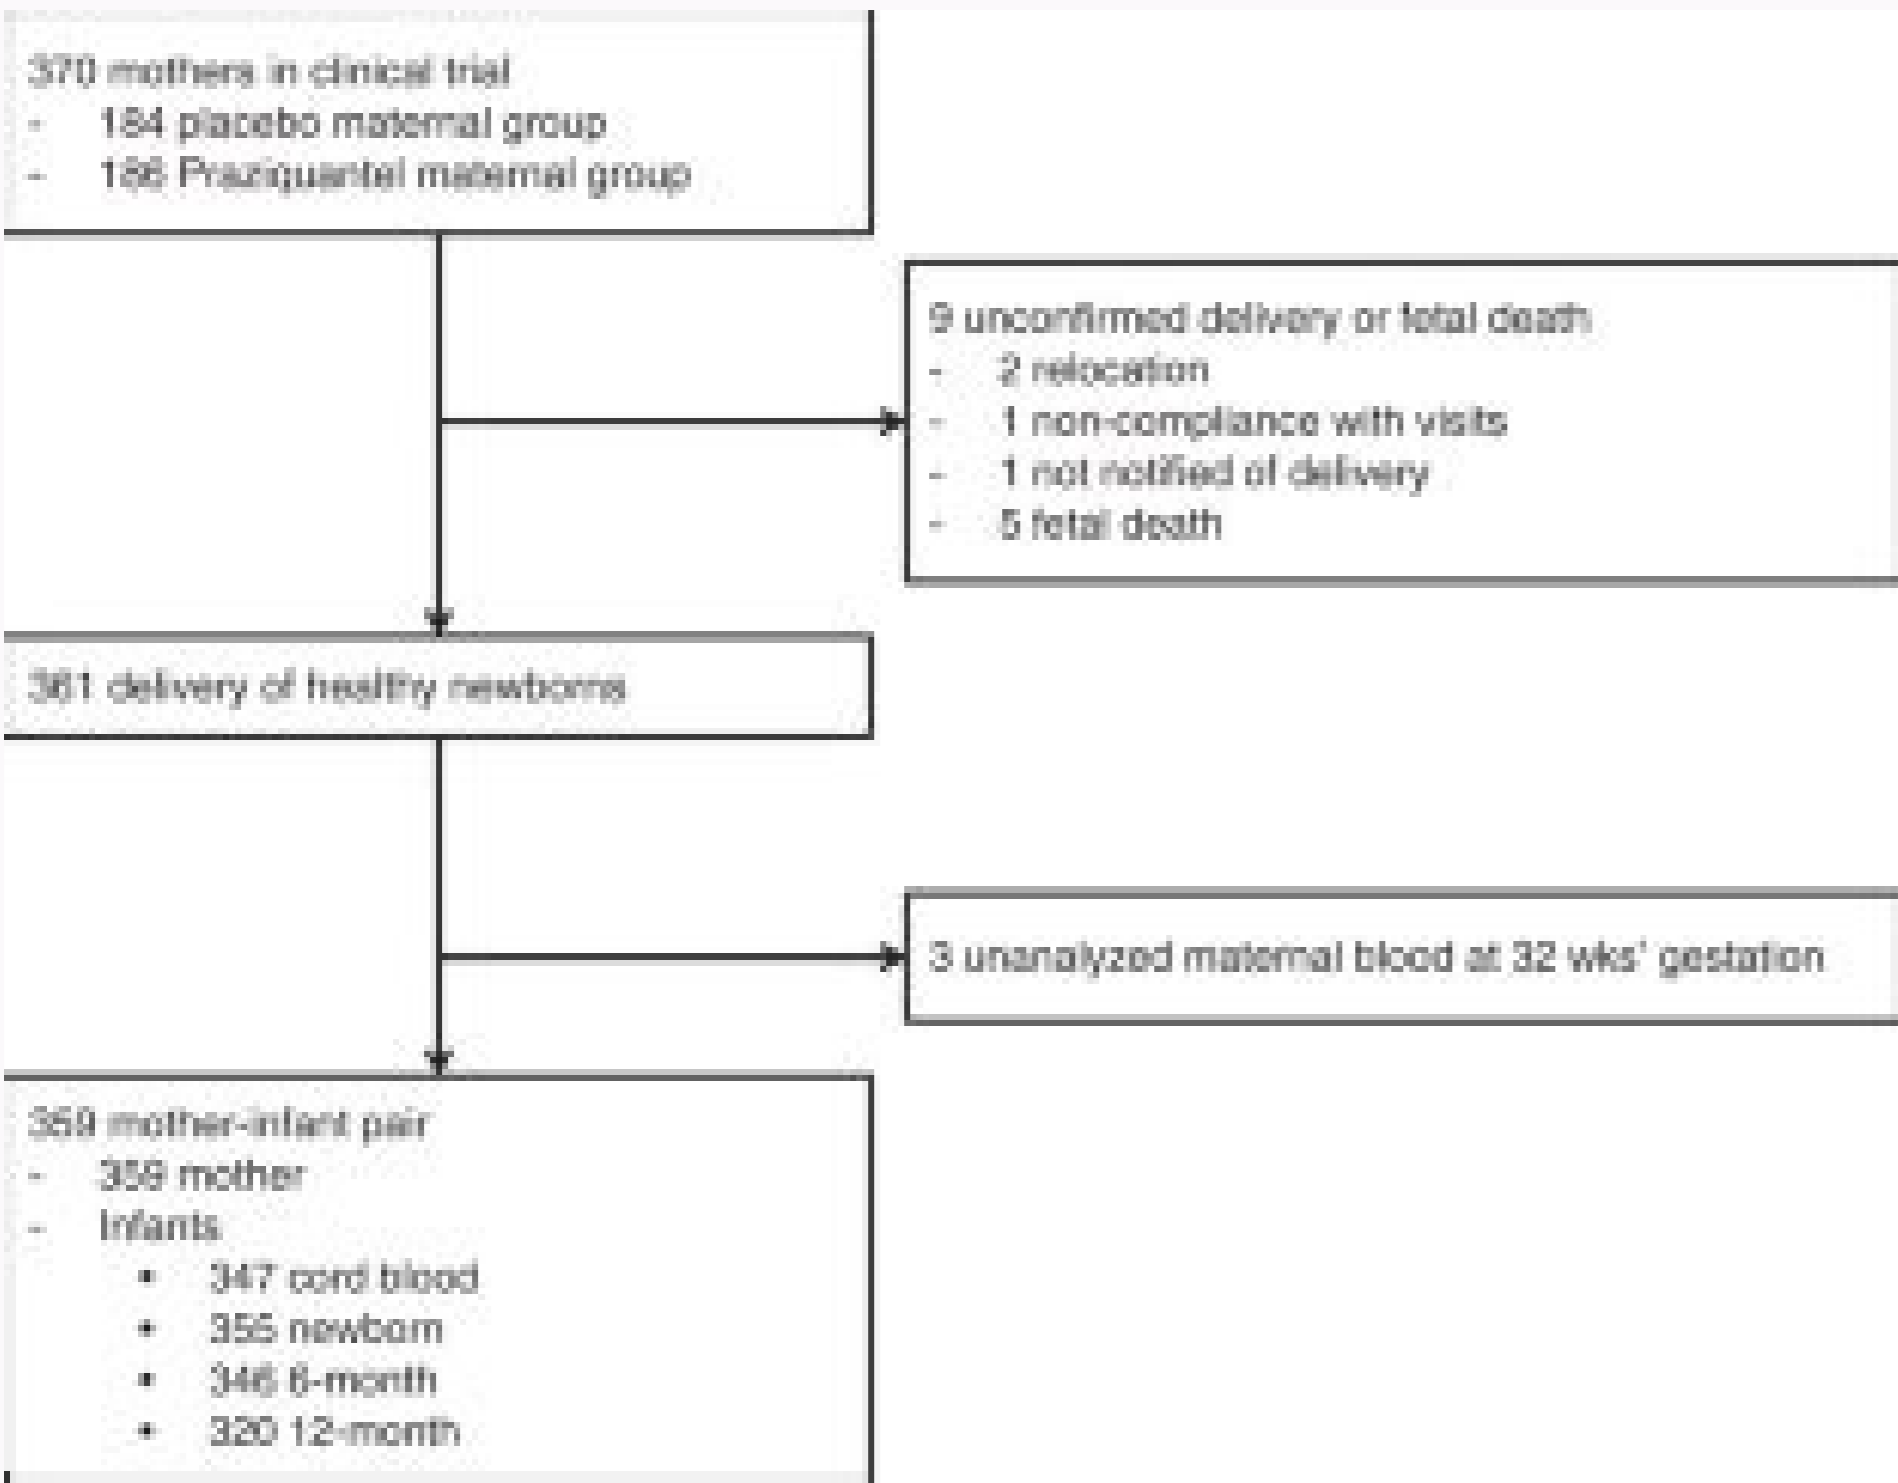 370 mothers in clinical trial
- 184 placebo maternal group
- 186 Praziquantel maternal group
9 unconfirmed delivery or fetal death
- 2 relocation
- 1 non-compliance with visits
- 1 not notified of delivery
- 5 fetal death
361 delivery of healthy newborns
3 unanalyzed maternal blood at 32 wks' gestation
359 mother-infant pair
- 359 mother
- Infants
• 347 cord blood
• 355 newborn
• 346 6-month
• 320 12-month